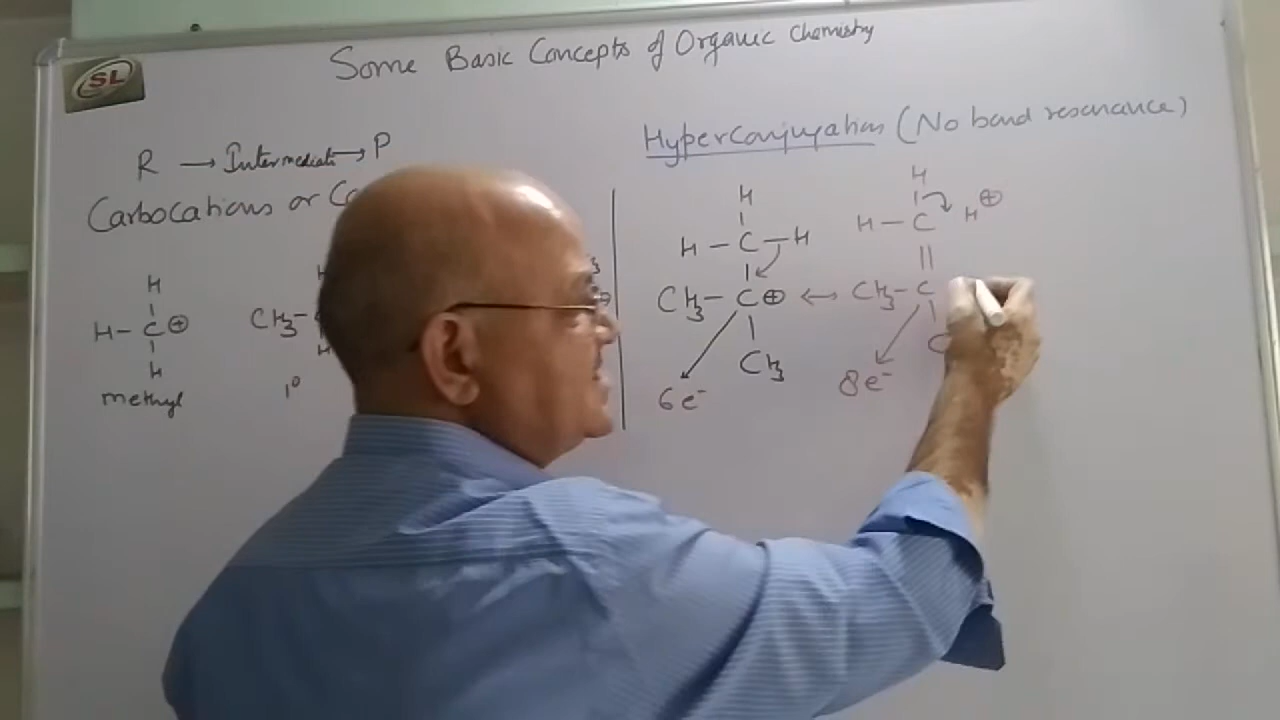 Some Basic Concepts of Organic Chemistry
SL
R → Intermediate → P
Carbocations or
H
H – C ⊕
H
methyl
CH3 –
H
H
1°
Hyperconjugation (No bond resonance)
H
H – C – H
CH3 – C ⊕ ↔
CH3
6e⁻
H
H – C H ⊕
||
CH3 – C
C
8e⁻